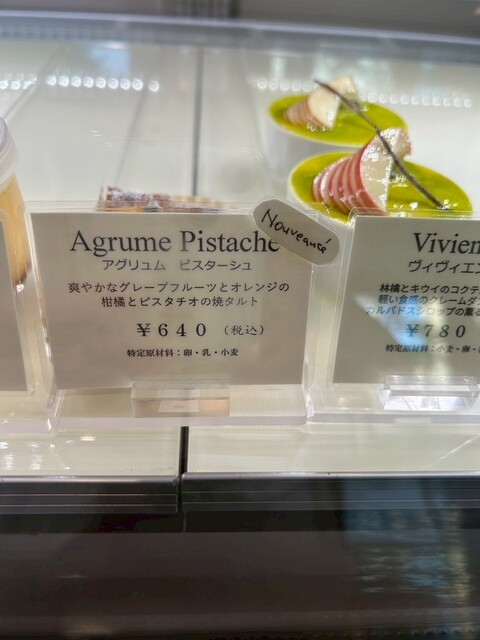 Nouveauté
Agrume Pistache
アグリュム ピスターシュ
爽やかなグレープフルーツとオレンジの
柑橘とピスタチオの焼タルト
¥640 (税込)
特定原材料：卵・乳・小麦
Vivien
ヴィヴィエン
林檎とキウイのコクテ
軽い食感のクレームダン
カルバドスシロップの薫る
¥780
特定原材料：小麦・卵・